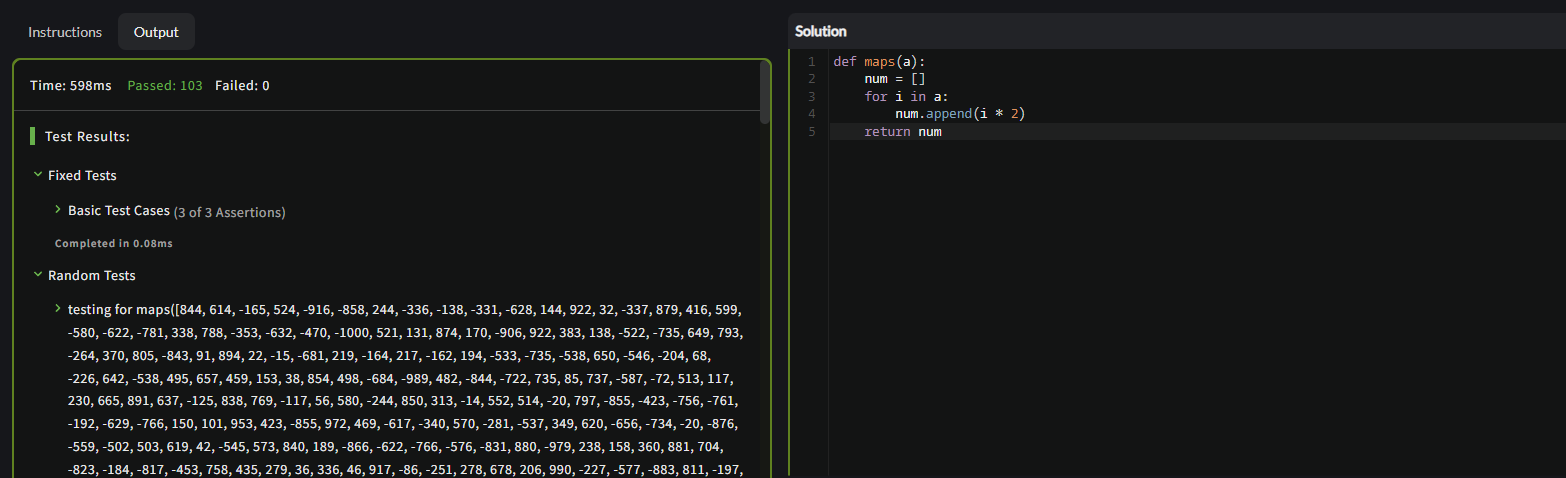 Instructions
Output
Time: 598ms Passed: 103 Failed: 0
Test Results:
Fixed Tests
Basic Test Cases (3 of 3 Assertions)
Completed in 0.08ms
Random Tests
testing for maps([844, 614, -165, 524, -916, -858, 244, -336, -138, -331, -628, 144, 922, 32, -337, 879, 416, 599,
-580, -622, -781, 338, 788, -353, -632, -470, -1000, 521, 131, 874, 170, -906, 922, 383, 138, -522, -735, 649, 793,
-264, 370, 805, -843, 91, 894, 22, -15, -681, 219, -164, 217, -162, 194, -533, -735, -538, 650, -546, -204, 68,
-226, 642, -538, 495, 657, 459, 153, 38, 854, 498, -684, -989, 482, -844, -722, 735, 85, 737, -587, -72, 513, 117,
230, 665, 891, 637, -125, 838, 769, -117, 56, 580, -244, 850, 313, -14, 552, 514, -20, 797, -855, -423, -756, -761,
-192, -629, -766, 150, 101, 953, 423, -855, 972, 469, -617, -340, 570, -281, -537, 349, 620, -656, -734, -20, -876,
-559, -502, 503, 619, 42, -545, 573, 840, 189, -866, -622, -766, -576, -831, 880, -979, 238, 158, 360, 881, 704,
-823, -184, -817, -453, 758, 435, 279, 36, 336, 46, 917, -86, -251, 278, 678, 206, 990, -227, -577, -883, 811, -197,
Solution
1 def maps(a):
2     num = []
3     for i in a:
4         num.append(i * 2)
5     return num